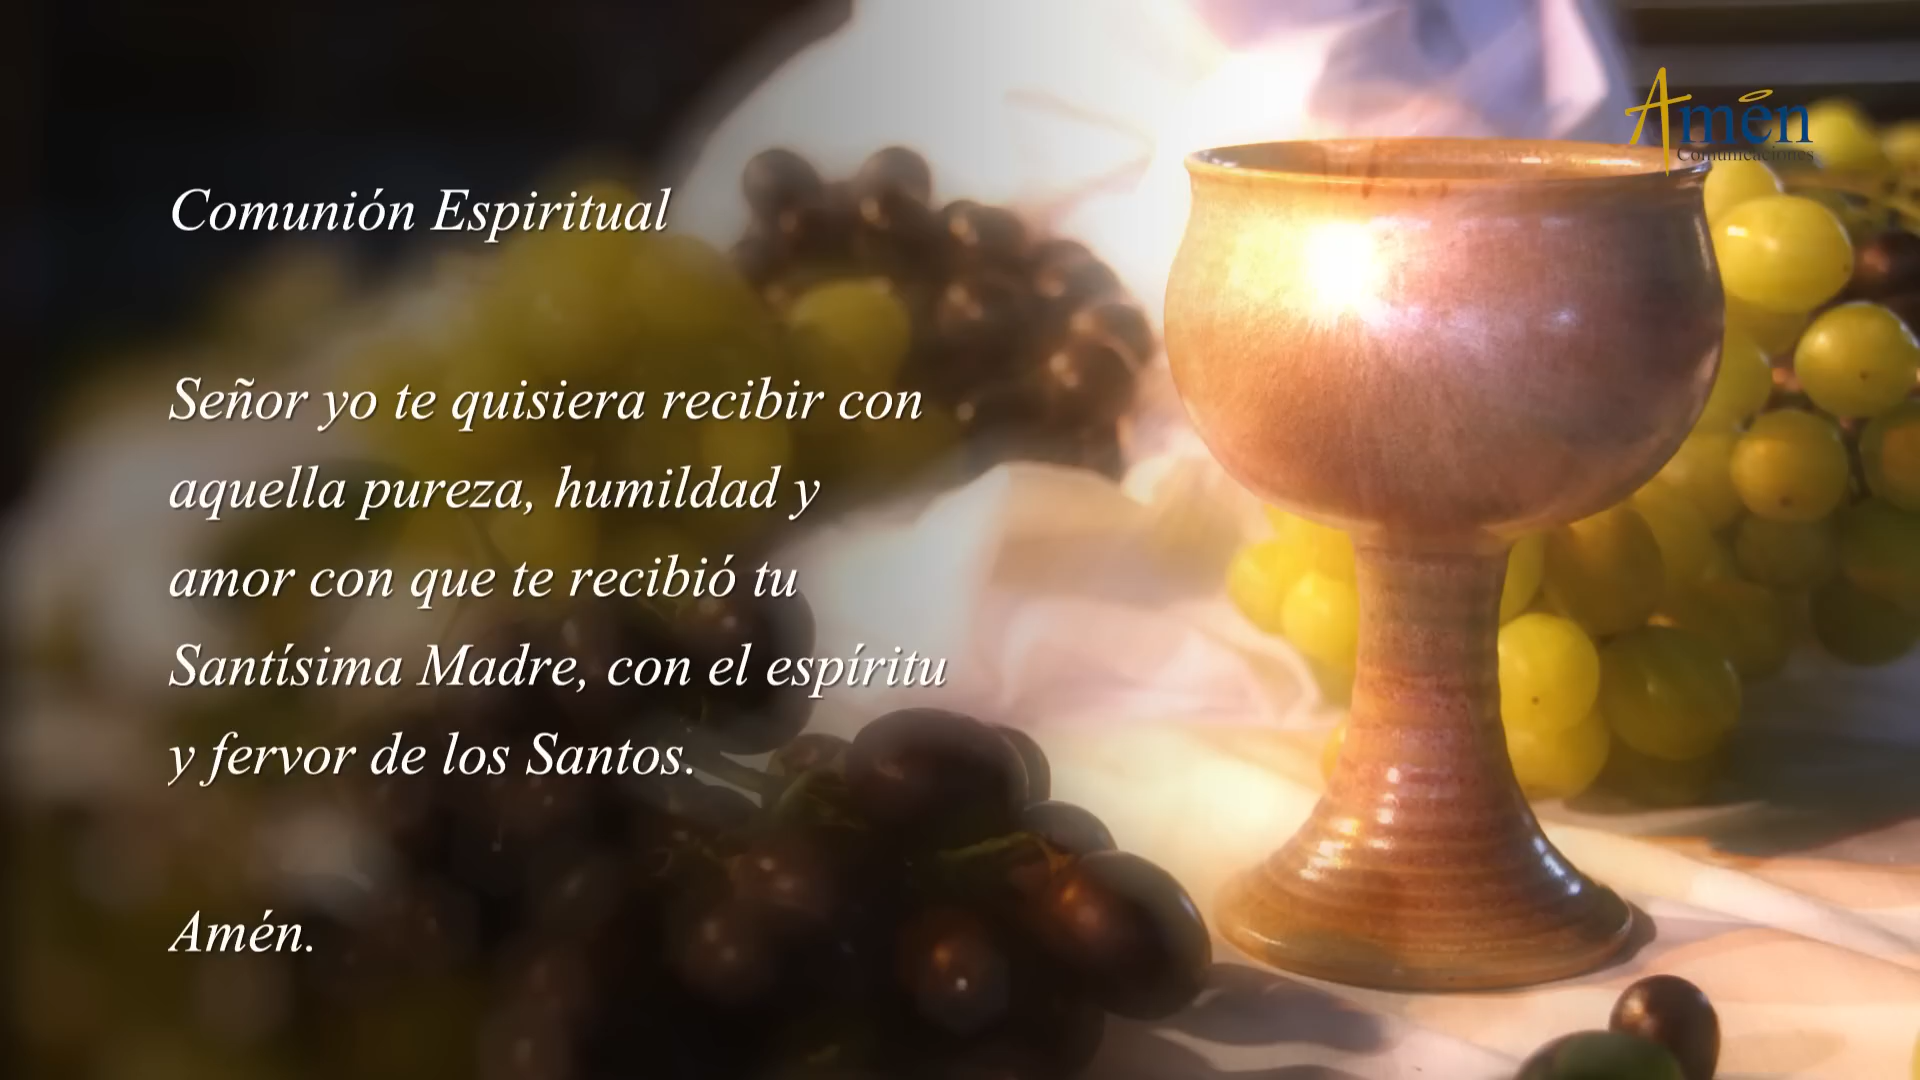 Amén
Comunicaciones
Comunión Espiritual
Señor yo te quisiera recibir con
aquella pureza, humildad y
amor con que te recibió tu
Santísima Madre, con el espíritu
y fervor de los Santos.
Amén.